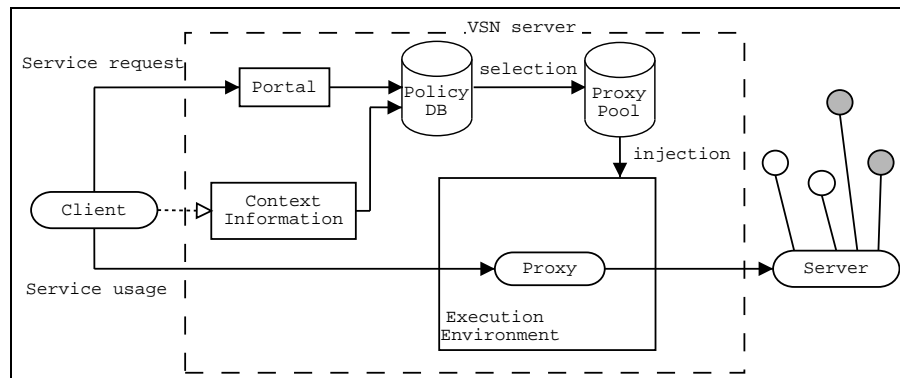 VSN server
Service request
Portal
Policy
DB
selection
Proxy
Pool
injection
Client
Context
Information
Proxy
Server
Service usage
Execution
Environment